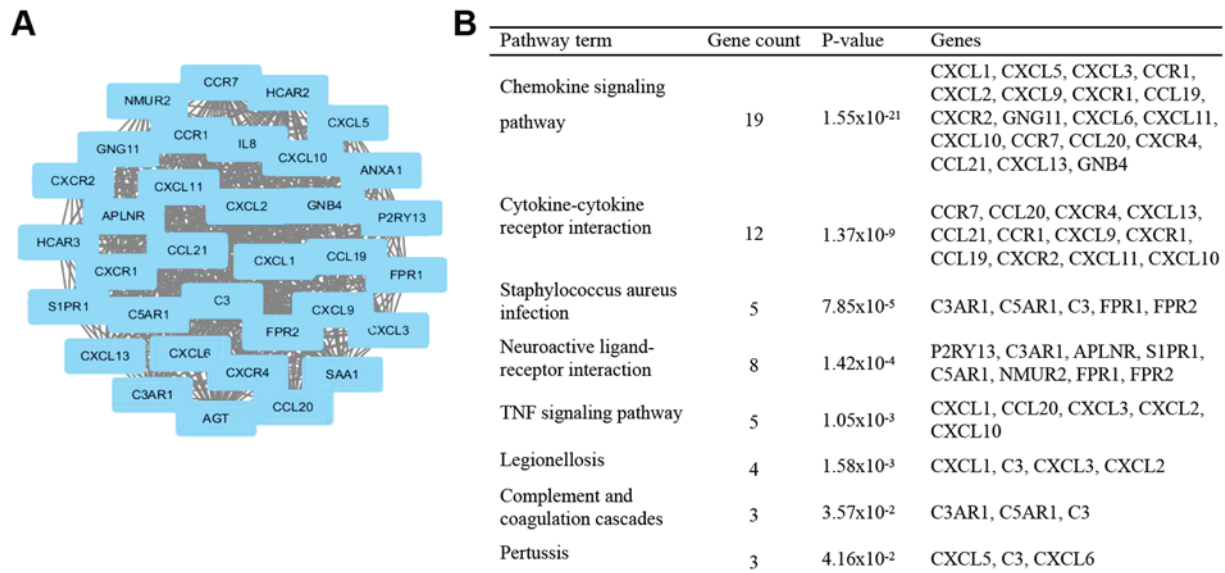 A
CCR7
HCAR2
NMUR2
CXCL5
CCR1
IL8
GNG11
CXCL10
ANXA1
CXCR2
CXCL11
CXCL2
GNB4
APLNR
P2RY13
HCAR3
CCL21
CXCL1
CCL19
CXCR1
FPR1
S1PR1
C3
C5AR1
CXCL9
FPR2
CXCL3
CXCL13
CXCL6
CXCR4
SAA1
C3AR1
CCL20
AGT
B
Pathway term Gene count P-value Genes
Chemokine signaling
pathway
19
1.55x10-21
CXCL1, CXCL5, CXCL3, CCR1,
CXCL2, CXCL9, CXCR1, CCL19,
CXCR2, GNG11, CXCL6, CXCL11,
CXCL10, CCR7, CCL20, CXCR4,
CCL21, CXCL13, GNB4
Cytokine-cytokine
receptor interaction
12
1.37x10-9
CCR7, CCL20, CXCR4, CXCL13,
CCL21, CCR1, CXCL9, CXCR1,
CCL19, CXCR2, CXCL11, CXCL10
Staphylococcus aureus
infection
5
7.85x10-5
C3AR1, C5AR1, C3, FPR1, FPR2
Neuroactive ligand-
receptor interaction
8
1.42x10-4
P2RY13, C3AR1, APLNR, S1PR1,
C5AR1, NMUR2, FPR1, FPR2
TNF signaling pathway
5
1.05x10-3
CXCL1, CCL20, CXCL3, CXCL2,
CXCL10
Legionellosis
4
1.58x10-3
CXCL1, C3, CXCL3, CXCL2
Complement and
coagulation cascades
3
3.57x10-2
C3AR1, C5AR1, C3
Pertussis
3
4.16x10-2
CXCL5, C3, CXCL6